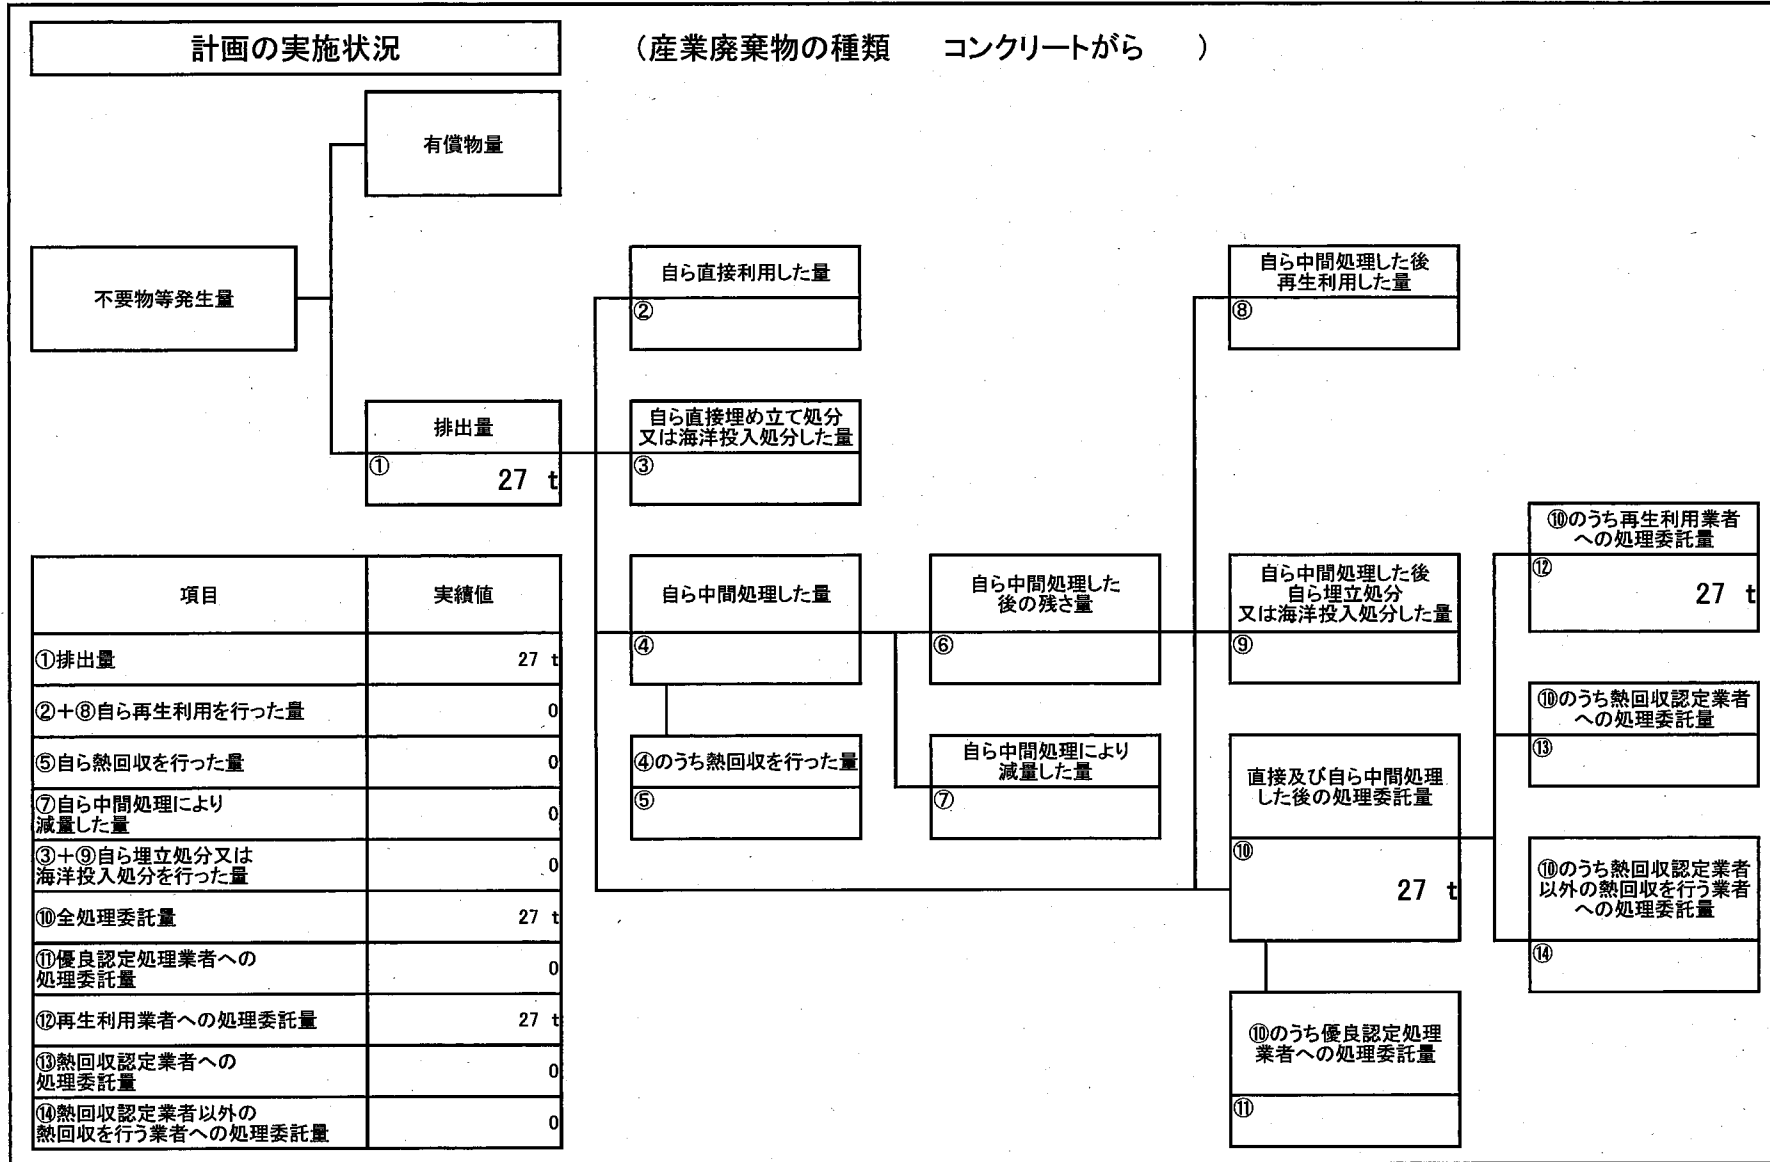 計画の実施状況
（産業廃棄物の種類　コンクリートがら　）
有償物量
不要物等発生量
排出量
①
27 t
自ら直接利用した量
②
自ら直接埋め立て処分
又は海洋投入処分した量
③
自ら中間処理した量
④
④のうち熱回収を行った量
⑤
自ら中間処理した
後の残さ量
⑥
自ら中間処理により
減量した量
⑦
自ら中間処理した後
再生利用した量
⑧
自ら中間処理した後
自ら埋立処分
又は海洋投入処分した量
⑨
直接及び自ら中間処理
した後の処理委託量
⑩
27 t
⑩のうち優良認定処理
業者への処理委託量
⑪
⑩のうち再生利用業者
への処理委託量
⑫
27 t
⑩のうち熱回収認定業者
への処理委託量
⑬
⑩のうち熱回収認定業者
以外の熱回収を行う業者
への処理委託量
⑭
項目 実績値
①排出量 27 t
②＋⑧自ら再生利用を行った量 0
⑤自ら熱回収を行った量 0
⑦自ら中間処理により
減量した量 0
③＋⑨自ら埋立処分又は
海洋投入処分を行った量 0
⑩全処理委託量 27 t
⑪優良認定処理業者への
処理委託量 0
⑫再生利用業者への処理委託量 27 t
⑬熱回収認定業者への
処理委託量 0
⑭熱回収認定業者以外の
熱回収を行う業者への処理委託量 0